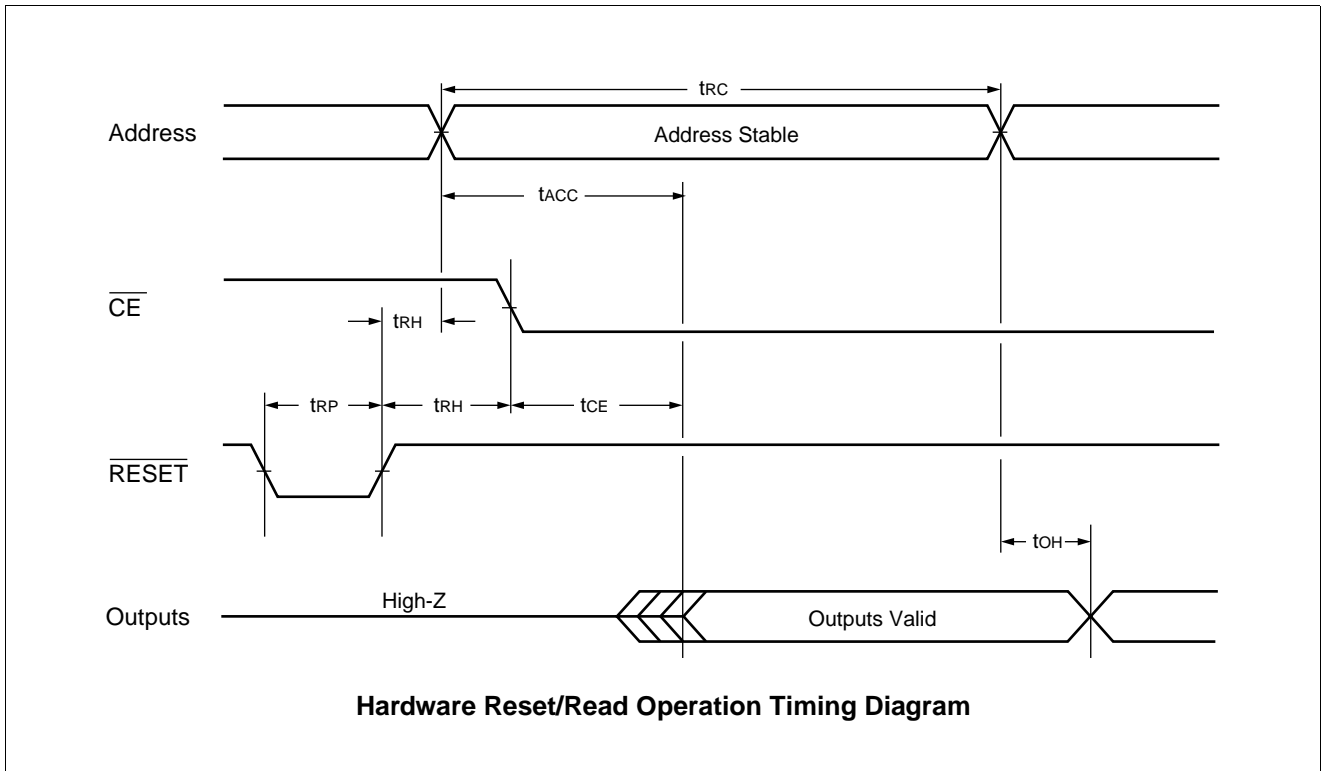 tRC
Address
Address Stable
tACC
CE
tRH
tRP
tRH
tCE
RESET
tOH
High-Z
Outputs
Outputs Valid
Hardware Reset/Read Operation Timing Diagram